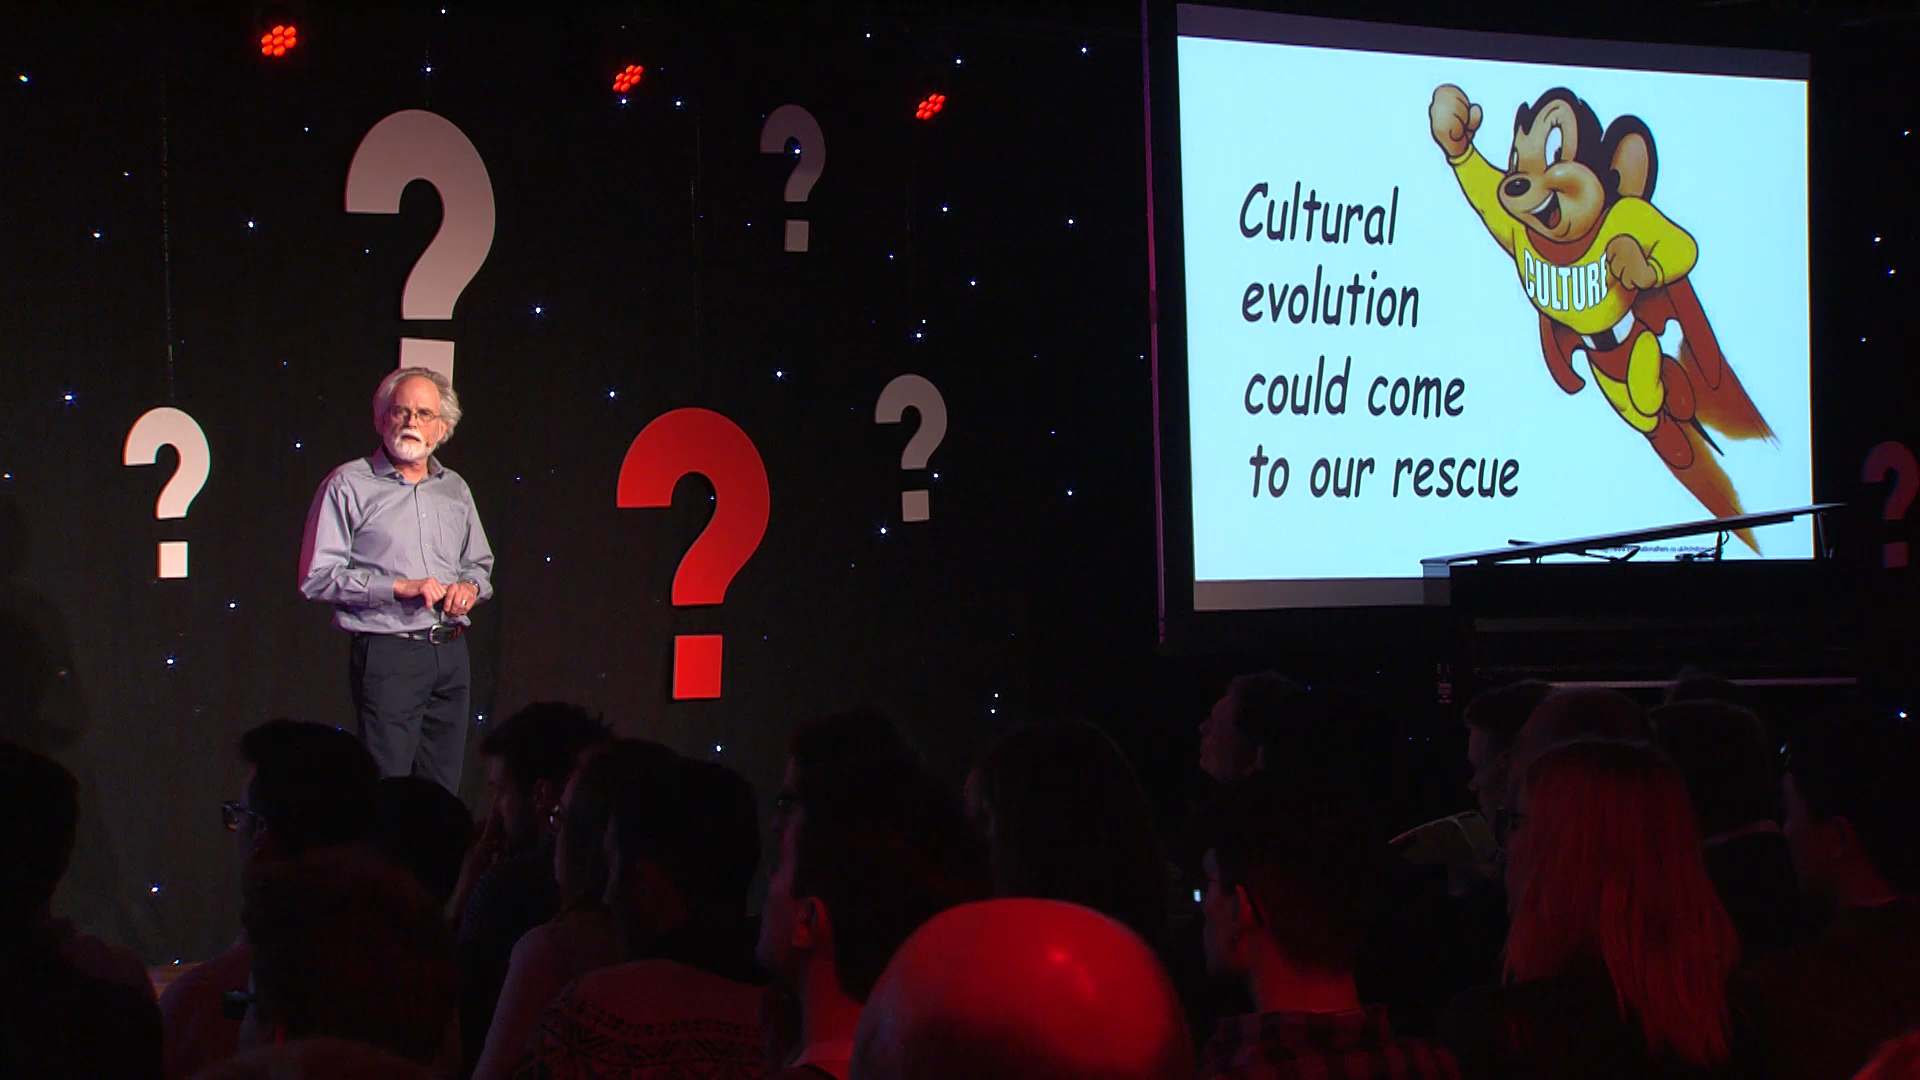 Cultural
evolution
could come
to our rescue
CULTURE
?
?
?
?
?
?